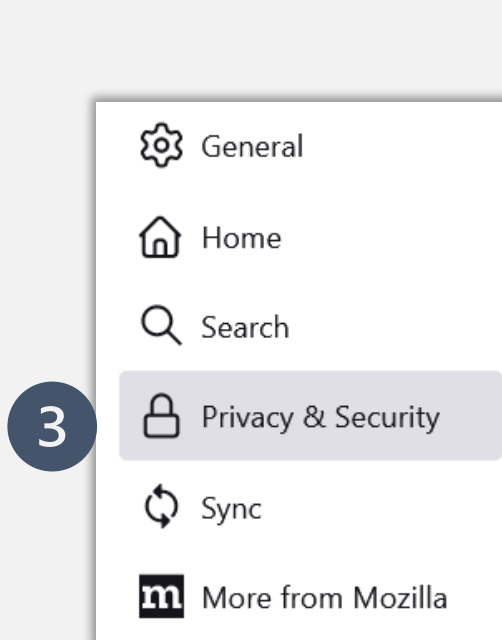 General
Home
Search
3 Privacy & Security
Sync
m More from Mozilla